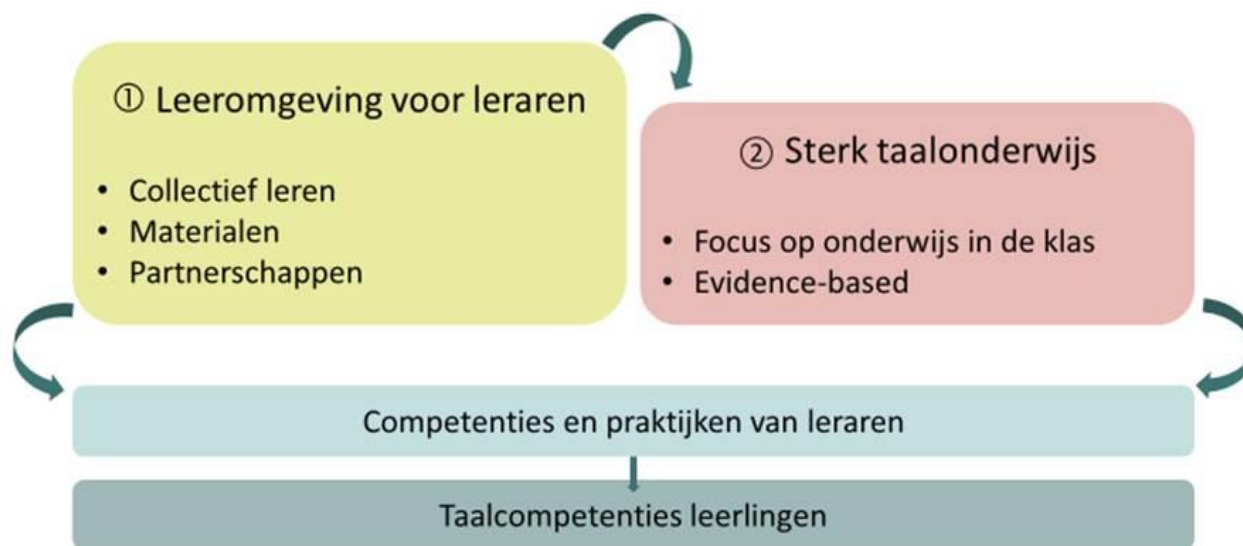 ① Leeromgeving voor leraren
• Collectief leren
• Materialen
• Partnerschappen
② Sterk taalonderwijs
• Focus op onderwijs in de klas
• Evidence-based
Competenties en praktijken van leraren
Taalcompetenties leerlingen